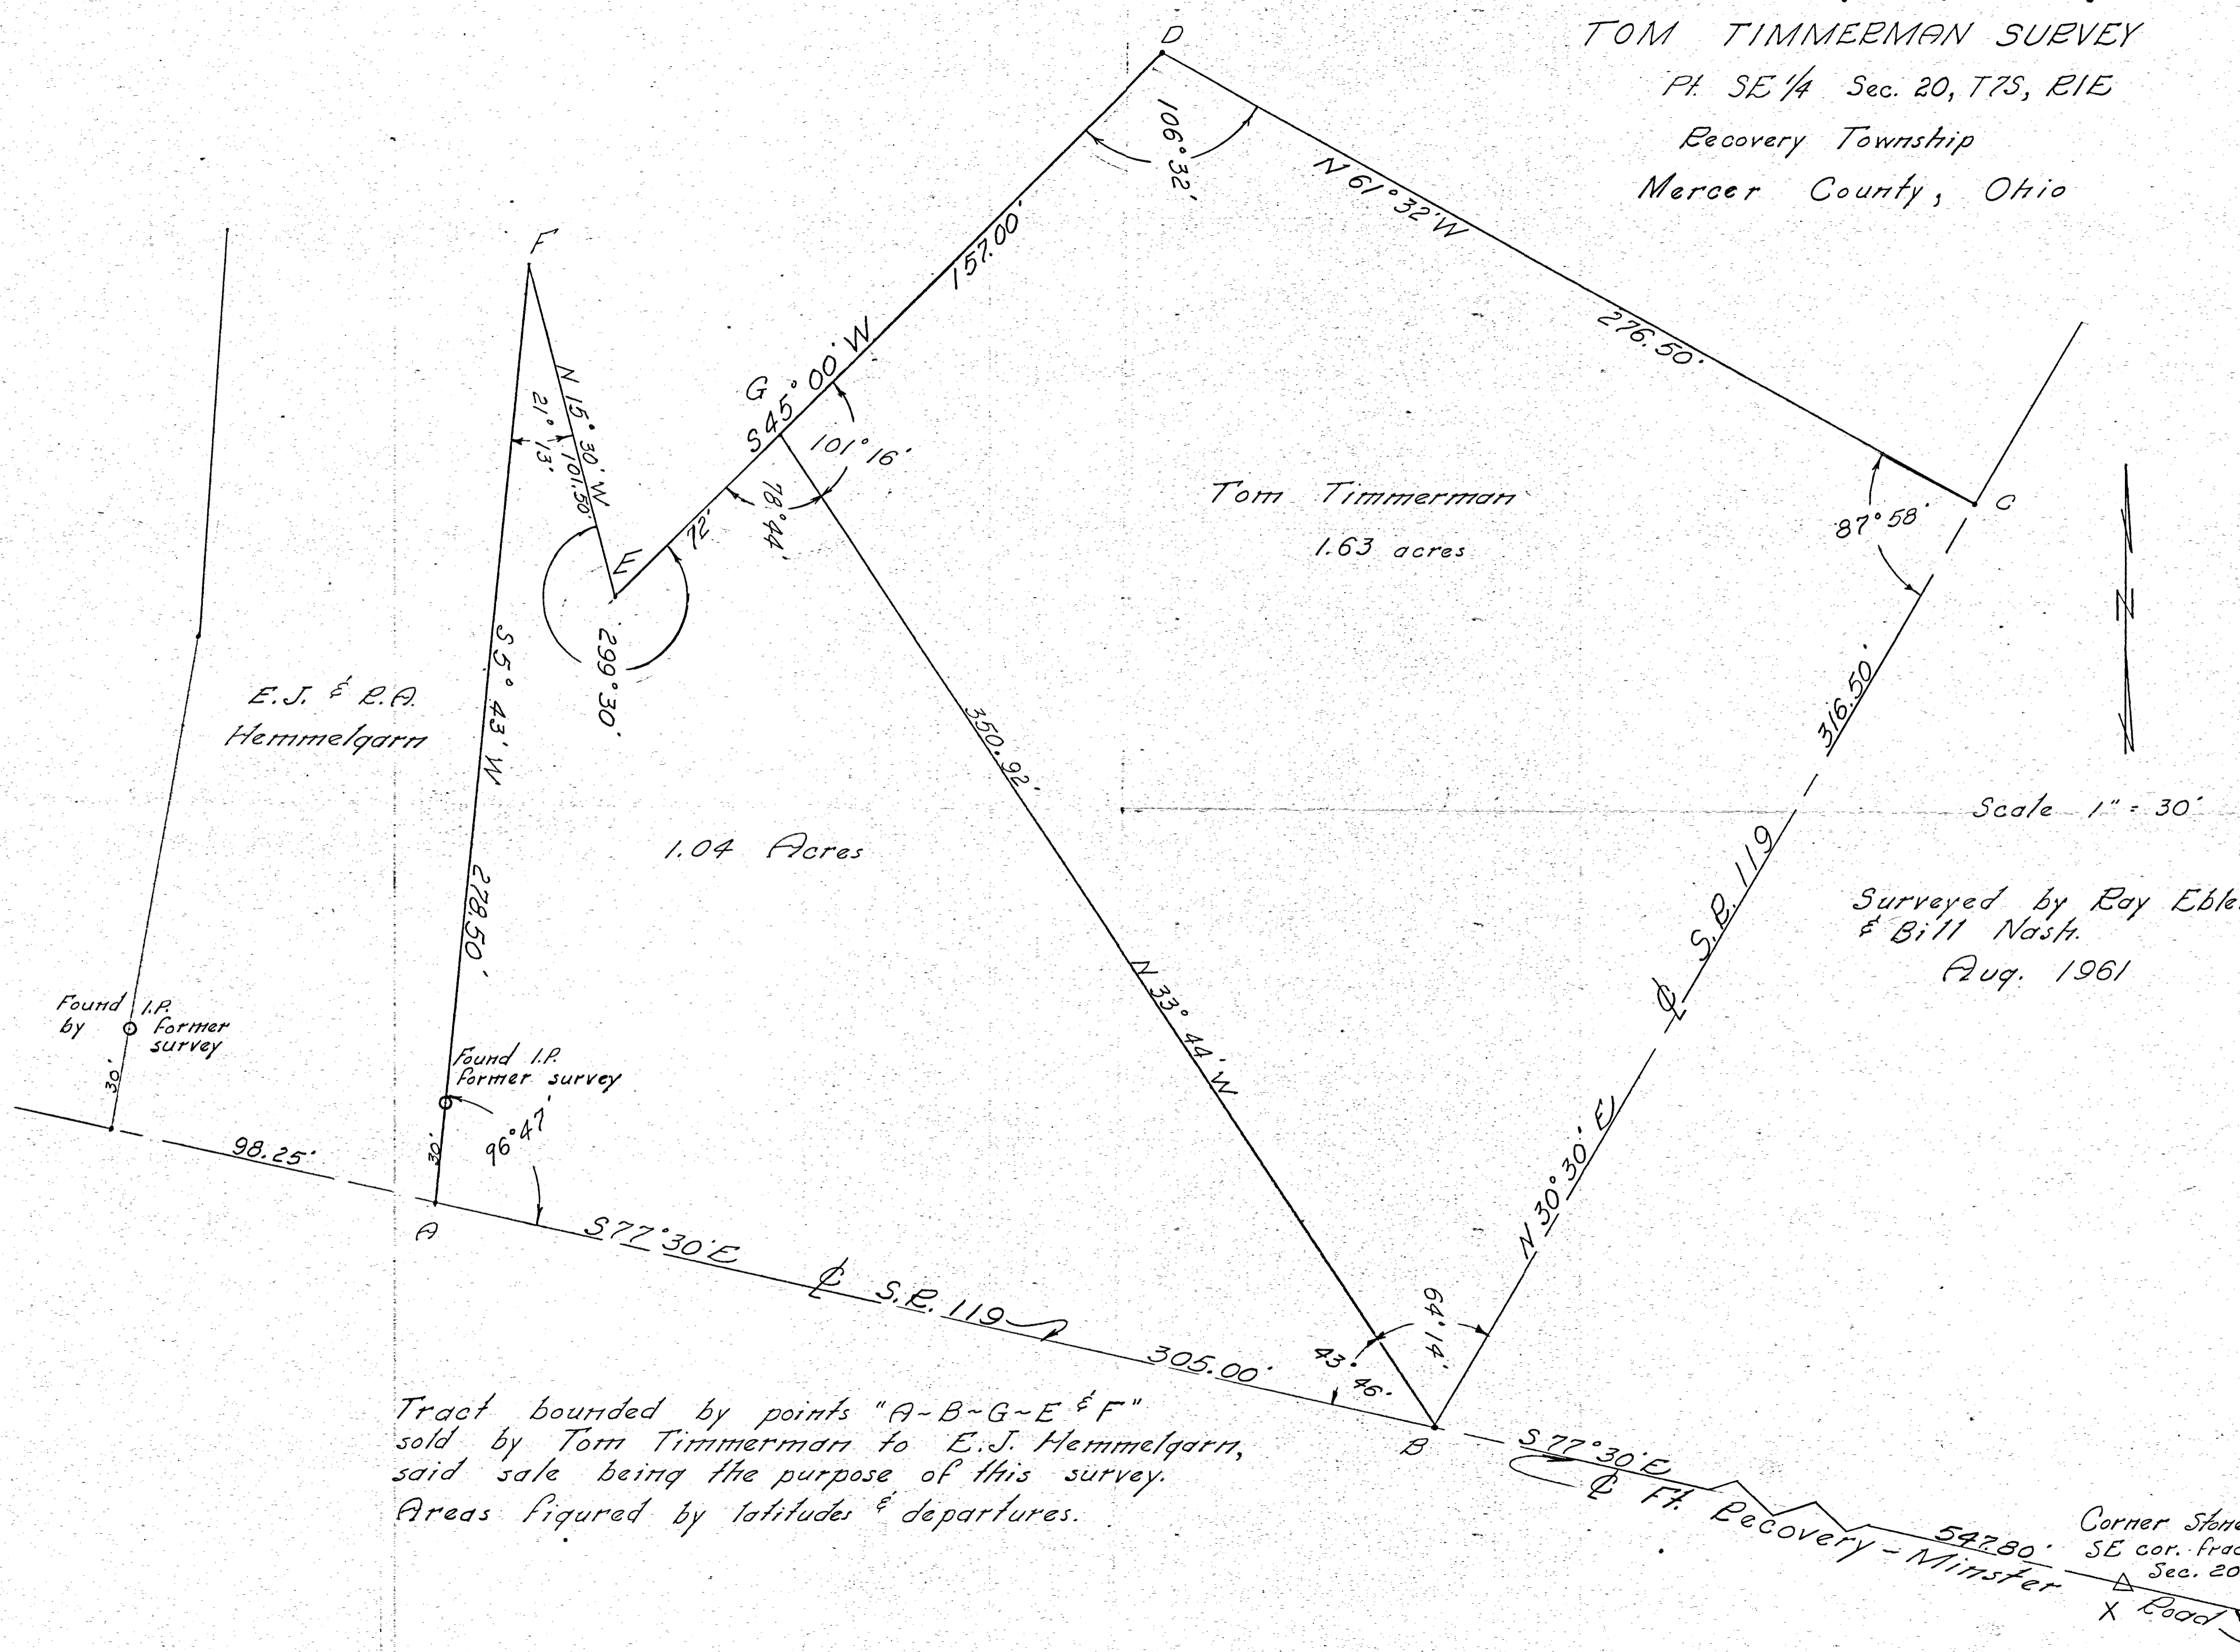 TOM TIMMERMAN SURVEY
Pt. SE 1/4 Sec. 20, T7S, R1E
Recovery Township
Mercer County, Ohio
D
106° 32'
N 61° 32' W
276.50'
157.00'
F
G
S 45° 00' W
101° 16'
78° 44'
72'
N 15° 30' W
101.50'
21° 13'
E
299° 30'
Tom Timmerman
1.63 acres
87° 58'
C
N
316.50'
E.J. & R.A.
Hemmelgarn
S 5° 43' W
278.50'
350.92'
1.04 Acres
Scale 1" = 30'
S.R. 119
Surveyed by Ray
& Bill Nash.
Aug. 1961
Found I.P.
by former
survey
30'
Found I.P.
former survey
96° 47'
30'
N 33° 44' W
N 30° 30' E
98.25'
A
S 77° 30' E
℄ S.R. 119
305.00'
43° 46'
64° 14'
B
℄
S 77° 30' E
℄ Ft. Recovery - Minster Road
547.80'
Tract bounded by points "A~B~G~E & F"
sold by Tom Timmerman to E.J. Hemmelgarn,
said sale being the purpose of this survey.
Areas figured by latitudes & departures.
Corner
SE cor.
Sec. 20
X